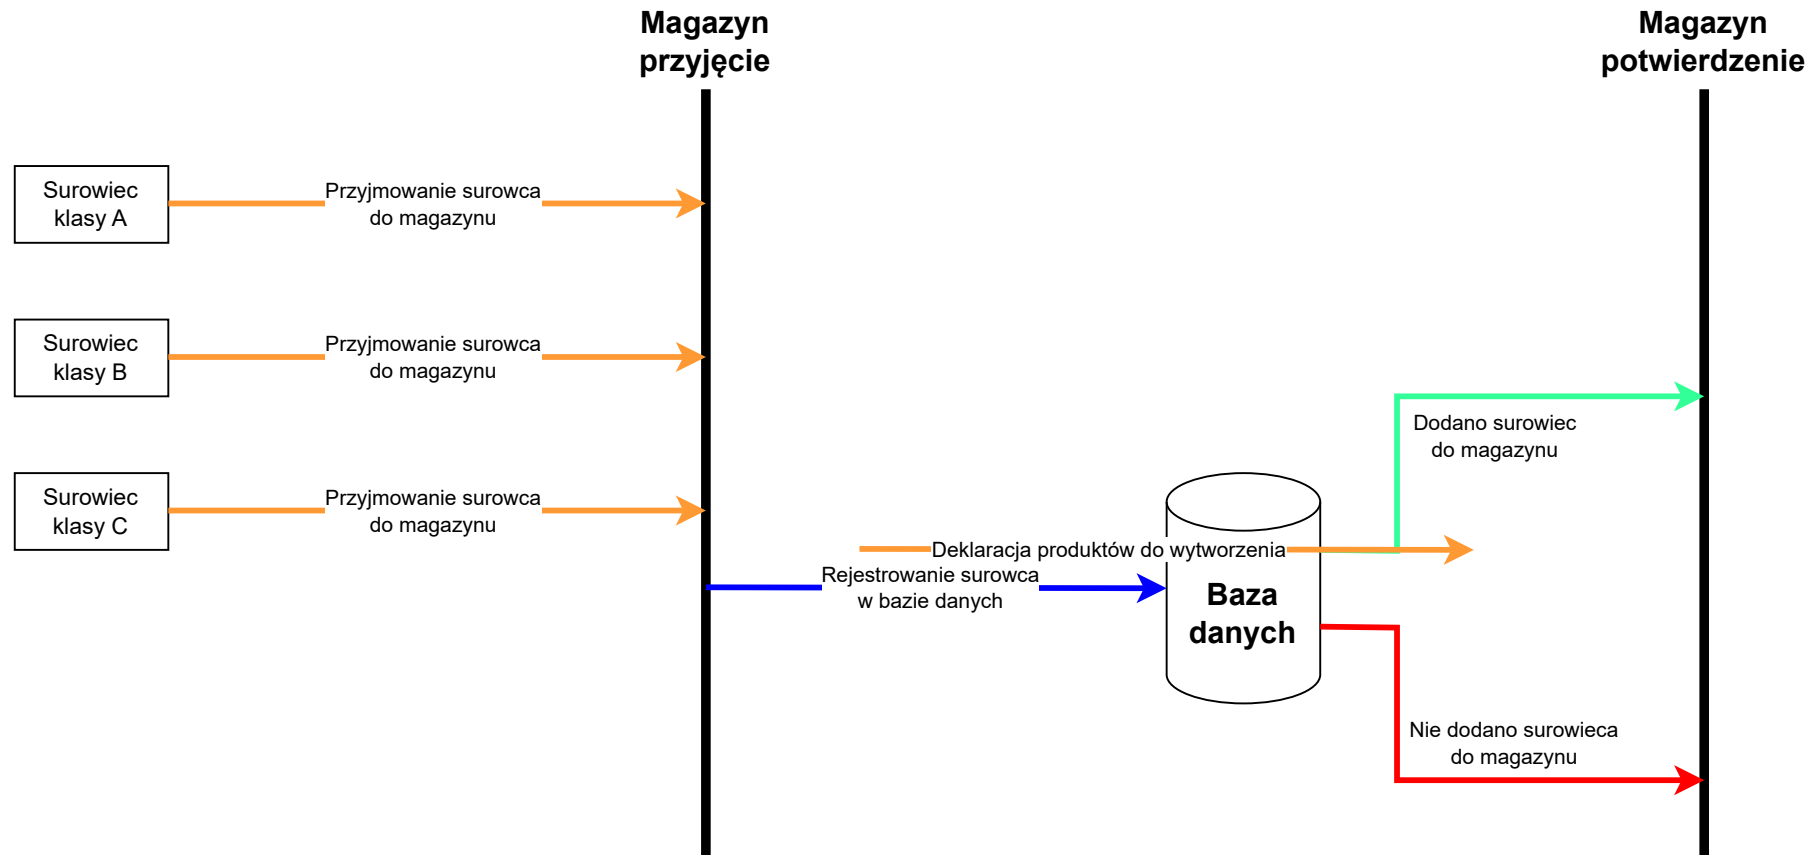 Magazyn
przyjęcie
Magazyn
potwierdzenie
Surowiec
klasy A
Przyjmowanie surowca
do magazynu
Surowiec
klasy B
Przyjmowanie surowca
do magazynu
Surowiec
klasy C
Przyjmowanie surowca
do magazynu
Dodano surowiec
do magazynu
Deklaracja produktów do wytworzenia
Rejestrowanie surowca
w bazie danych
Baza
danych
Nie dodano surowieca
do magazynu